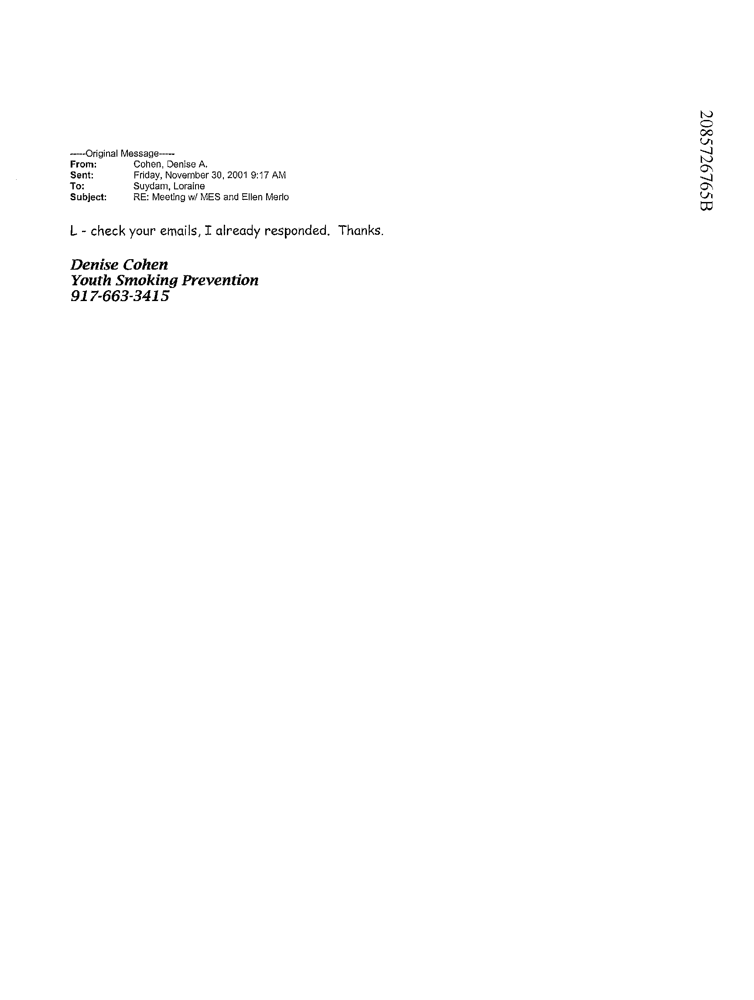 -----Original Message-----
From: Cohen, Denise A.
Sent: Friday, November 30, 2001 9:17 AM
To: Suydam, Loraine
Subject: RE: Meeting w/ MES and Ellen Merlo
L - check your emails, I already responded. Thanks.
Denise Cohen
Youth Smoking Prevention
917-663-3415
2085726765B